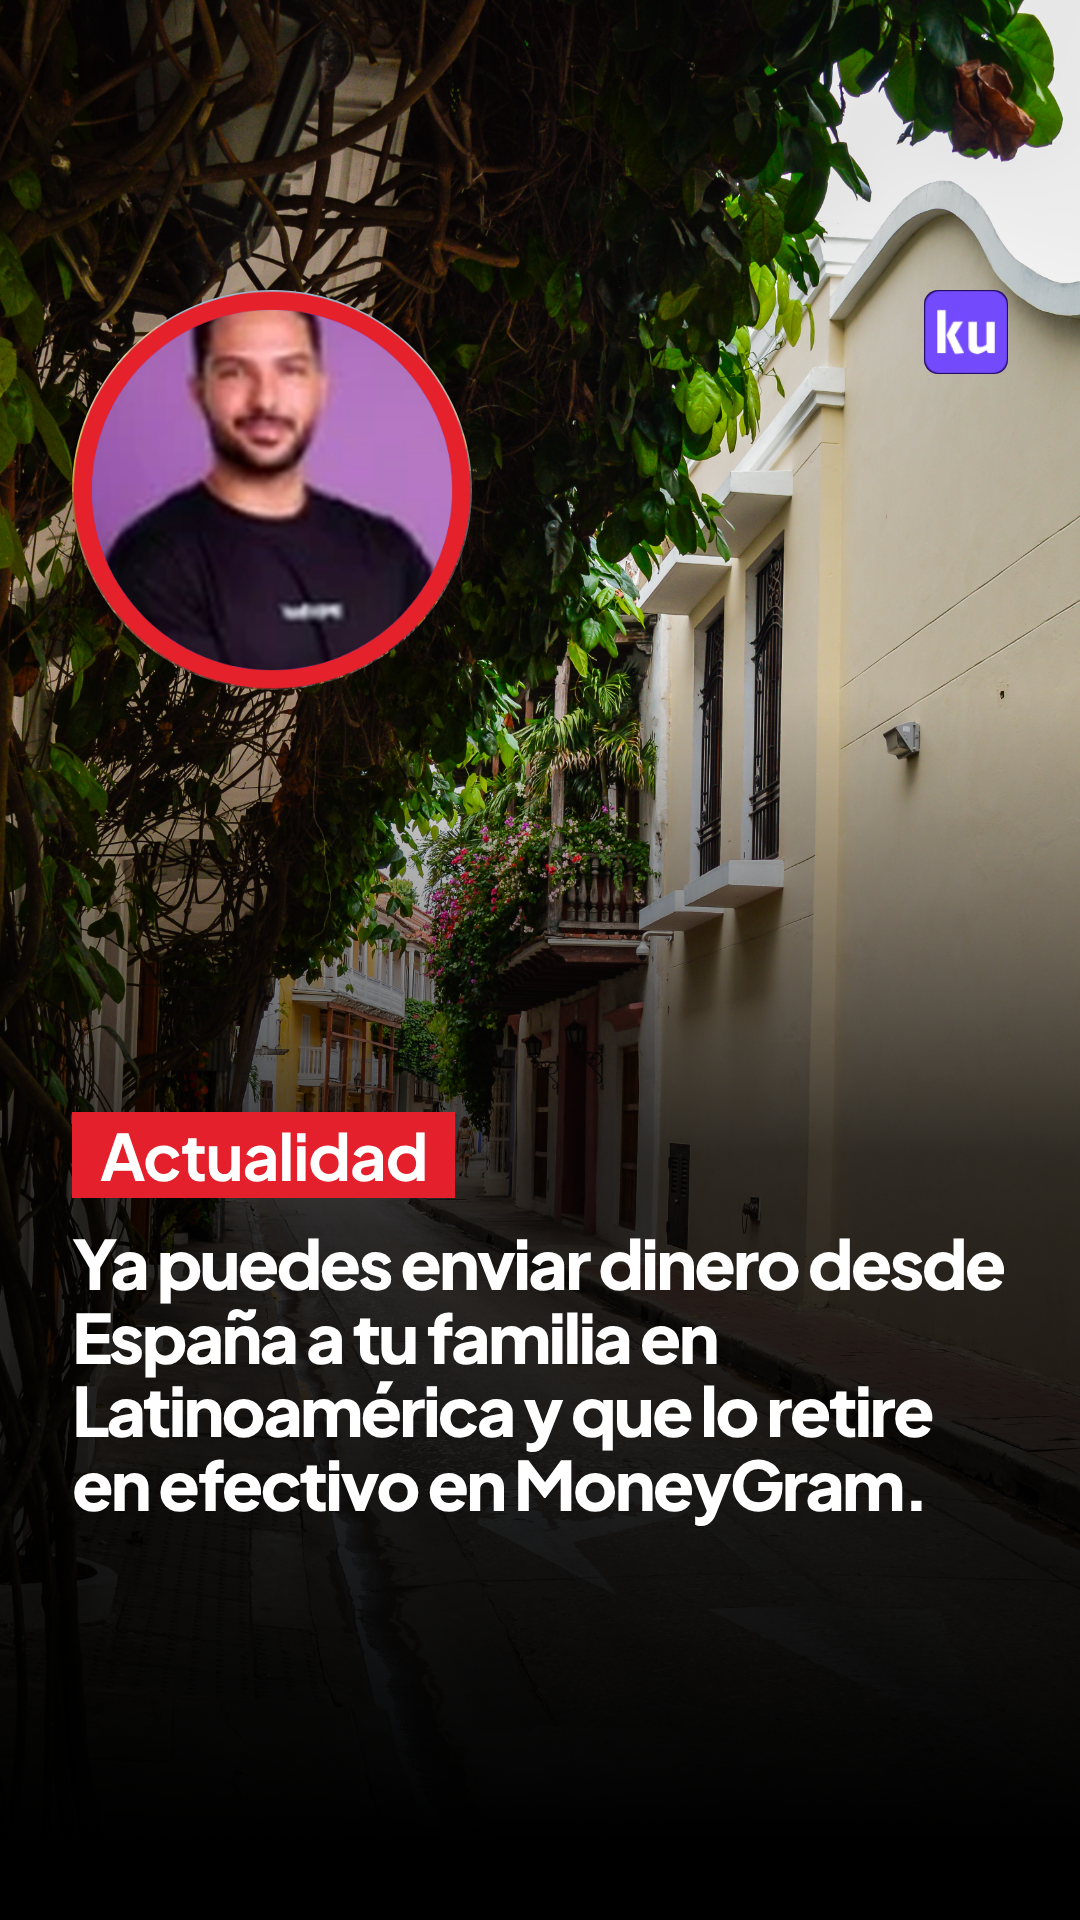 ku
Actualidad
Ya puedes enviar dinero desde
España a tu familia en
Latinoamérica y que lo retire
en efectivo en MoneyGram.